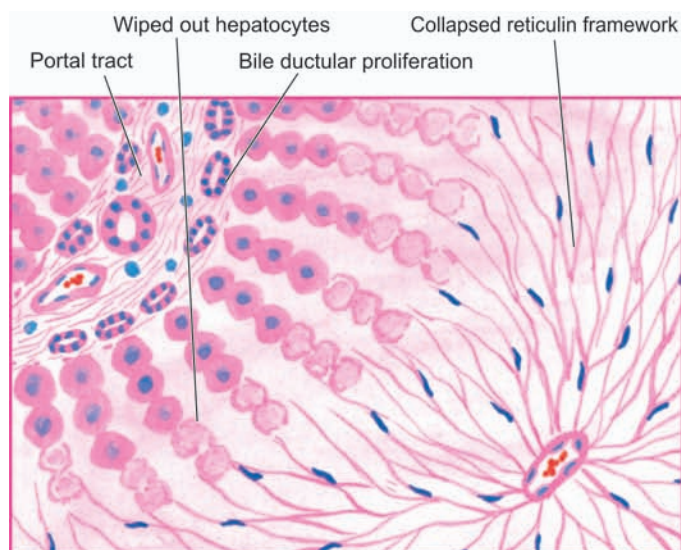 Wiped out hepatocytes
Collapsed reticulin framework
Portal tract
Bile ductular proliferation